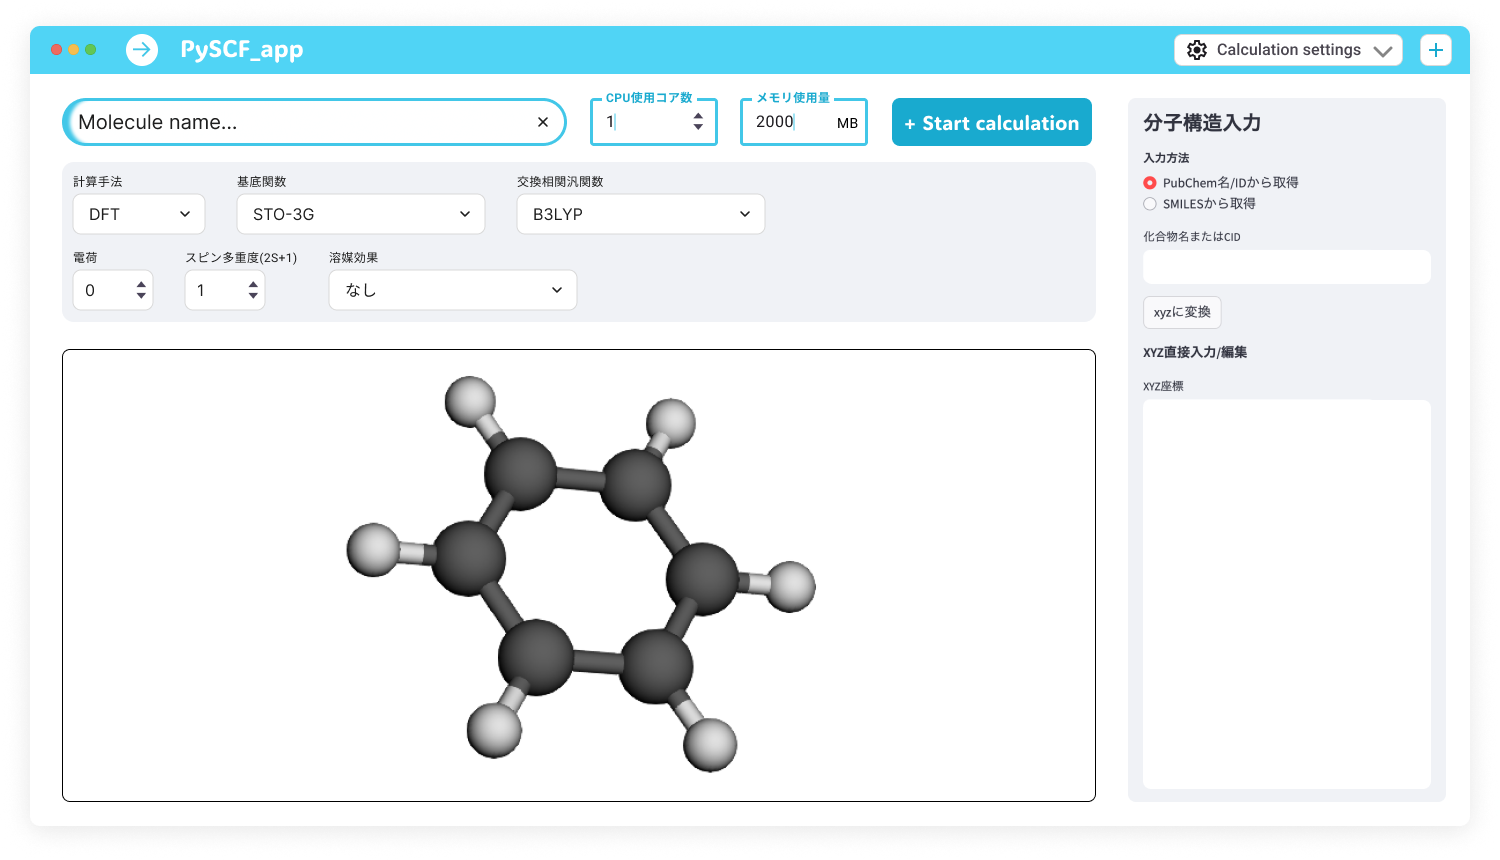 PySCF_app
Calculation settings
+
Molecule name... ×
CPU使用コア数
1
メモリ使用量
2000 MB
+ Start calculation
計算手法
DFT
基底関数
STO-3G
交換相関汎関数
B3LYP
電荷
0
スピン多重度(2S+1)
1
溶媒効果
なし
分子構造入力
入力方法
PubChem名/IDから取得
SMILESから取得
化合物名またはCID
xyzに変換
XYZ直接入力/編集
XYZ座標